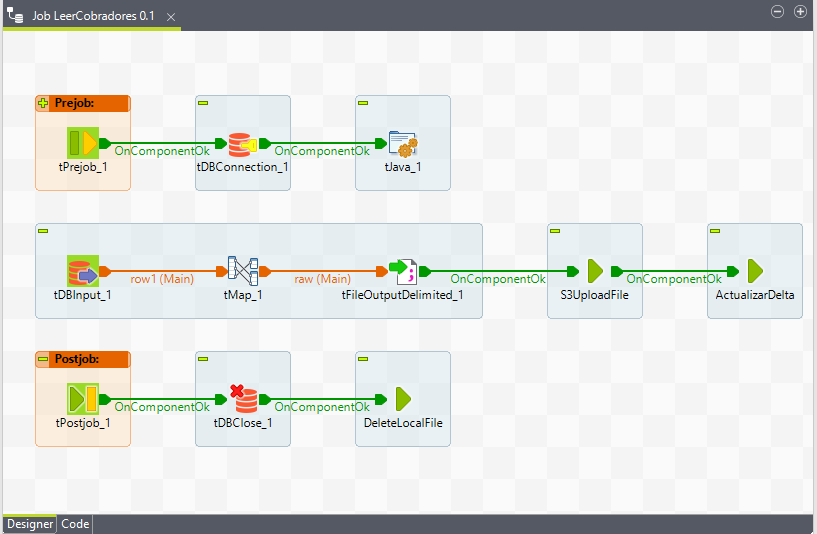 Job LeerCobradores 0.1
Prejob:
OnComponentOk
OnComponentOk
tPrejob_1
tDBConnection_1
tJava_1
row1 (Main)
raw (Main)
OnComponentOk
OnComponentOk
tDBInput_1
tMap_1
tFileOutputDelimited_1
S3UploadFile
ActualizarDelta
Postjob:
OnComponentOk
OnComponentOk
tPostjob_1
tDBClose_1
DeleteLocalFile
Designer
Code